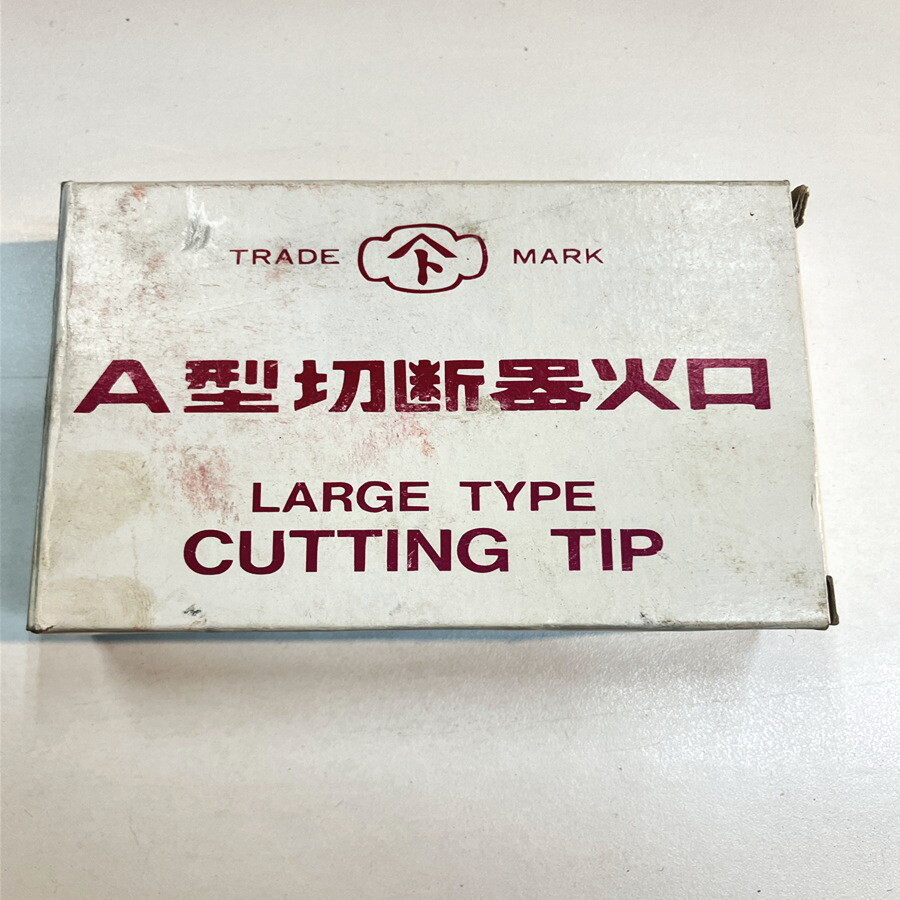 TRADE MARK
A型切断器火口
LARGE TYPE
CUTTING TIP